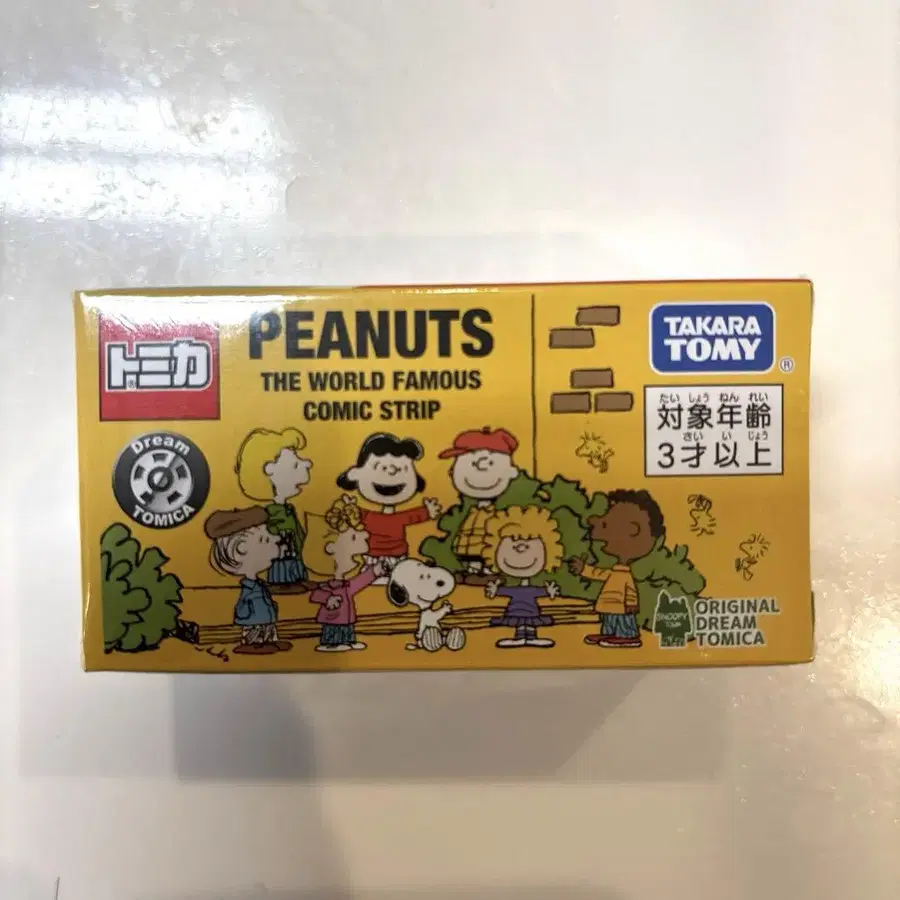 トミカ
®
Dream
TOMICA
PEANUTS
THE WORLD FAMOUS
COMIC STRIP
TAKARA
TOMY
®
たいしょうねんれい
対象年齢
さいいじょう
3才以上
SNOOPY
TOWN
ORIGINAL
DREAM
TOMICA